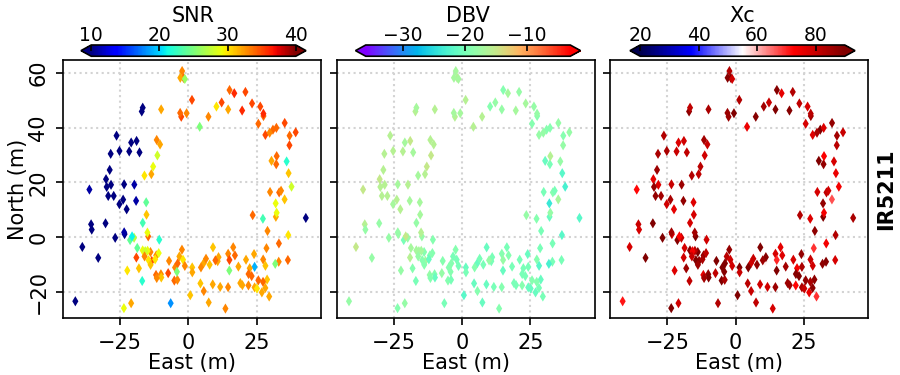 SNR DBV Xc
10 20 30 40 −30 −20 −10 20 40 60 80
60
40
20
0
−20
North (m)
−25 0 25 −25 0 25 −25 0 25
East (m) East (m) East (m)
IR5211